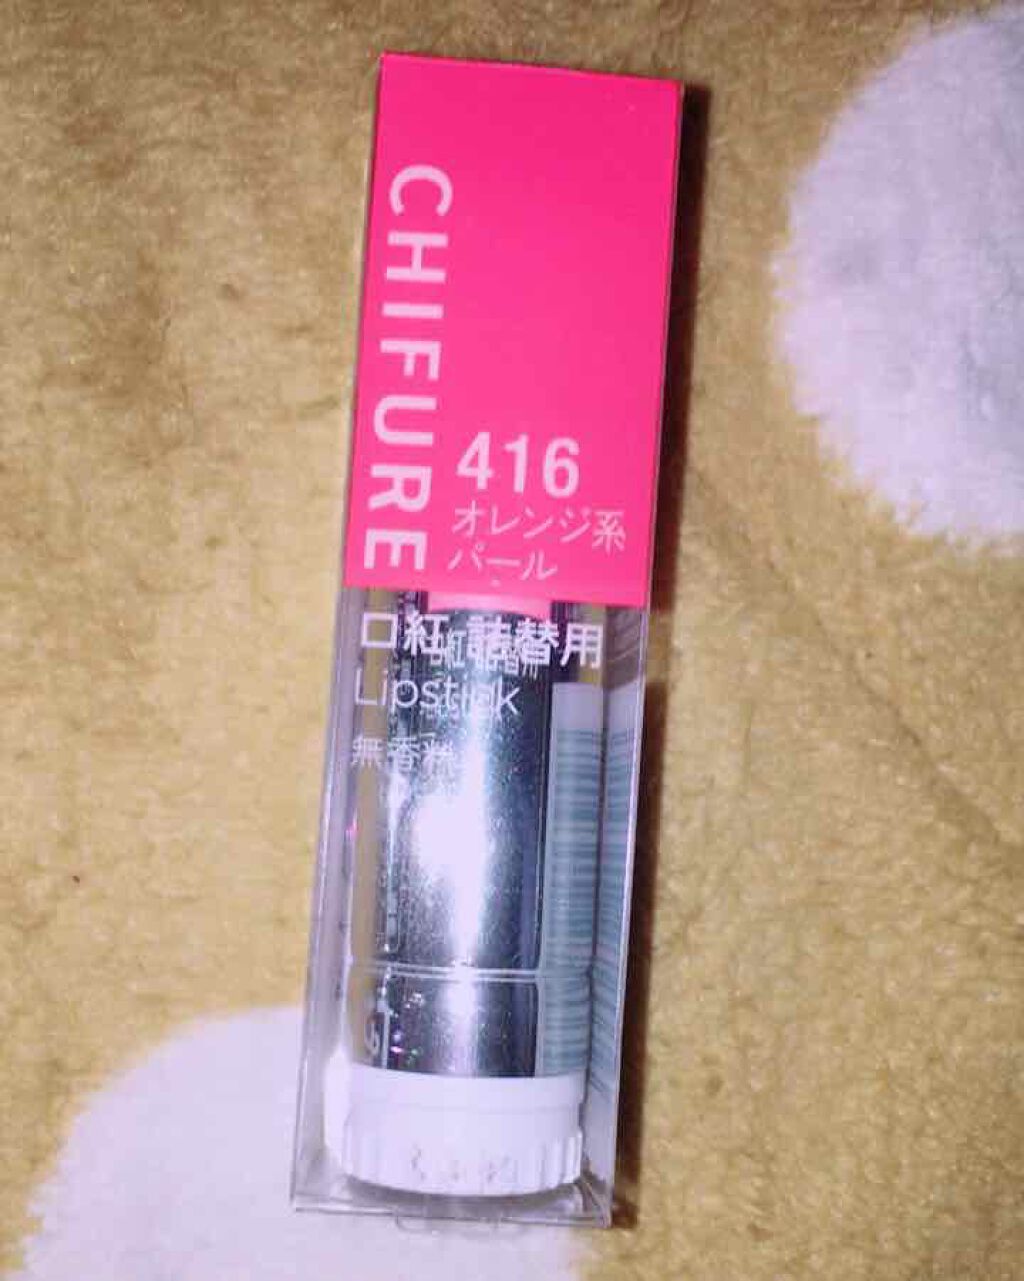 CHIFURE
416
オレンジ系
パール
口紅 詰替用
Lipstick
無香料